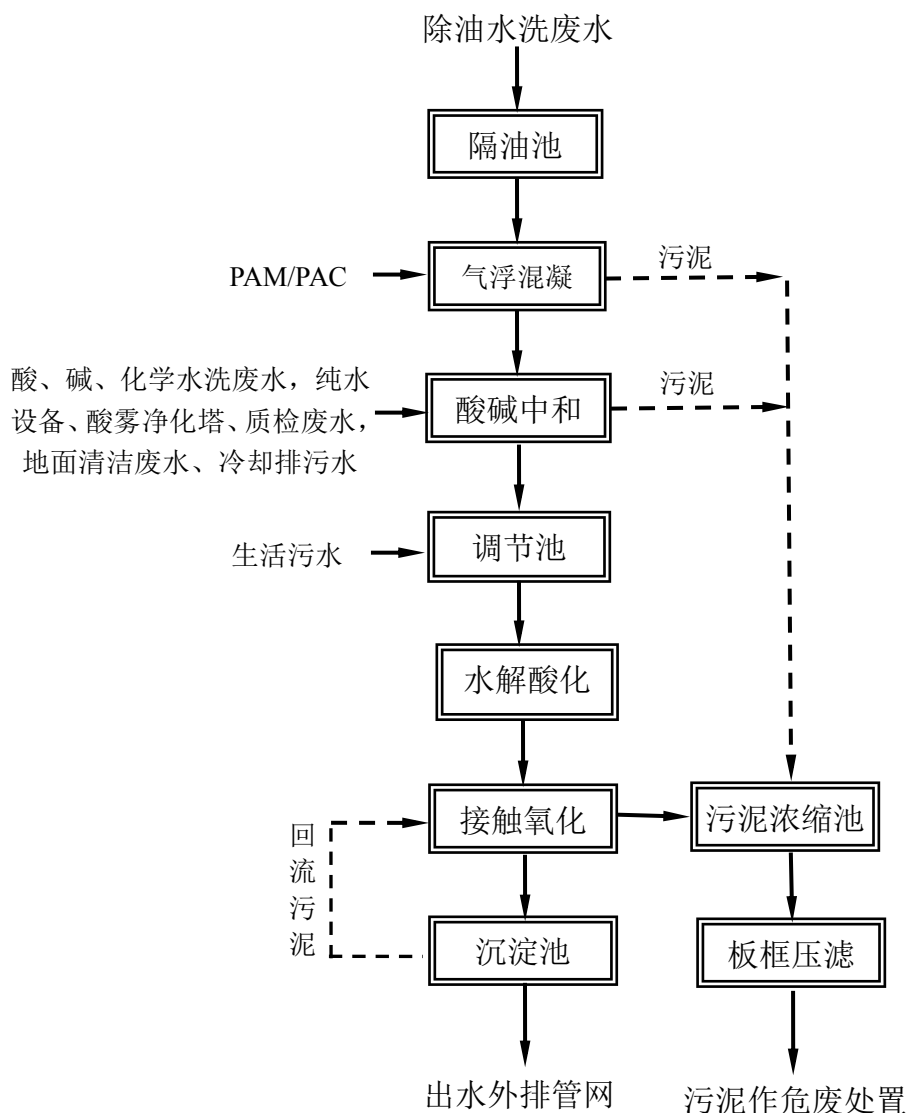 除油水洗废水
隔油池
PAM/PAC
气浮混凝
污泥
酸、碱、化学水洗废水，纯水
设备、酸雾净化塔、质检废水，
地面清洁废水、冷却排污水
酸碱中和
污泥
生活污水
调节池
水解酸化
回
流
污
泥
接触氧化
污泥浓缩池
沉淀池
板框压滤
出水外排管网
污泥作危废处置